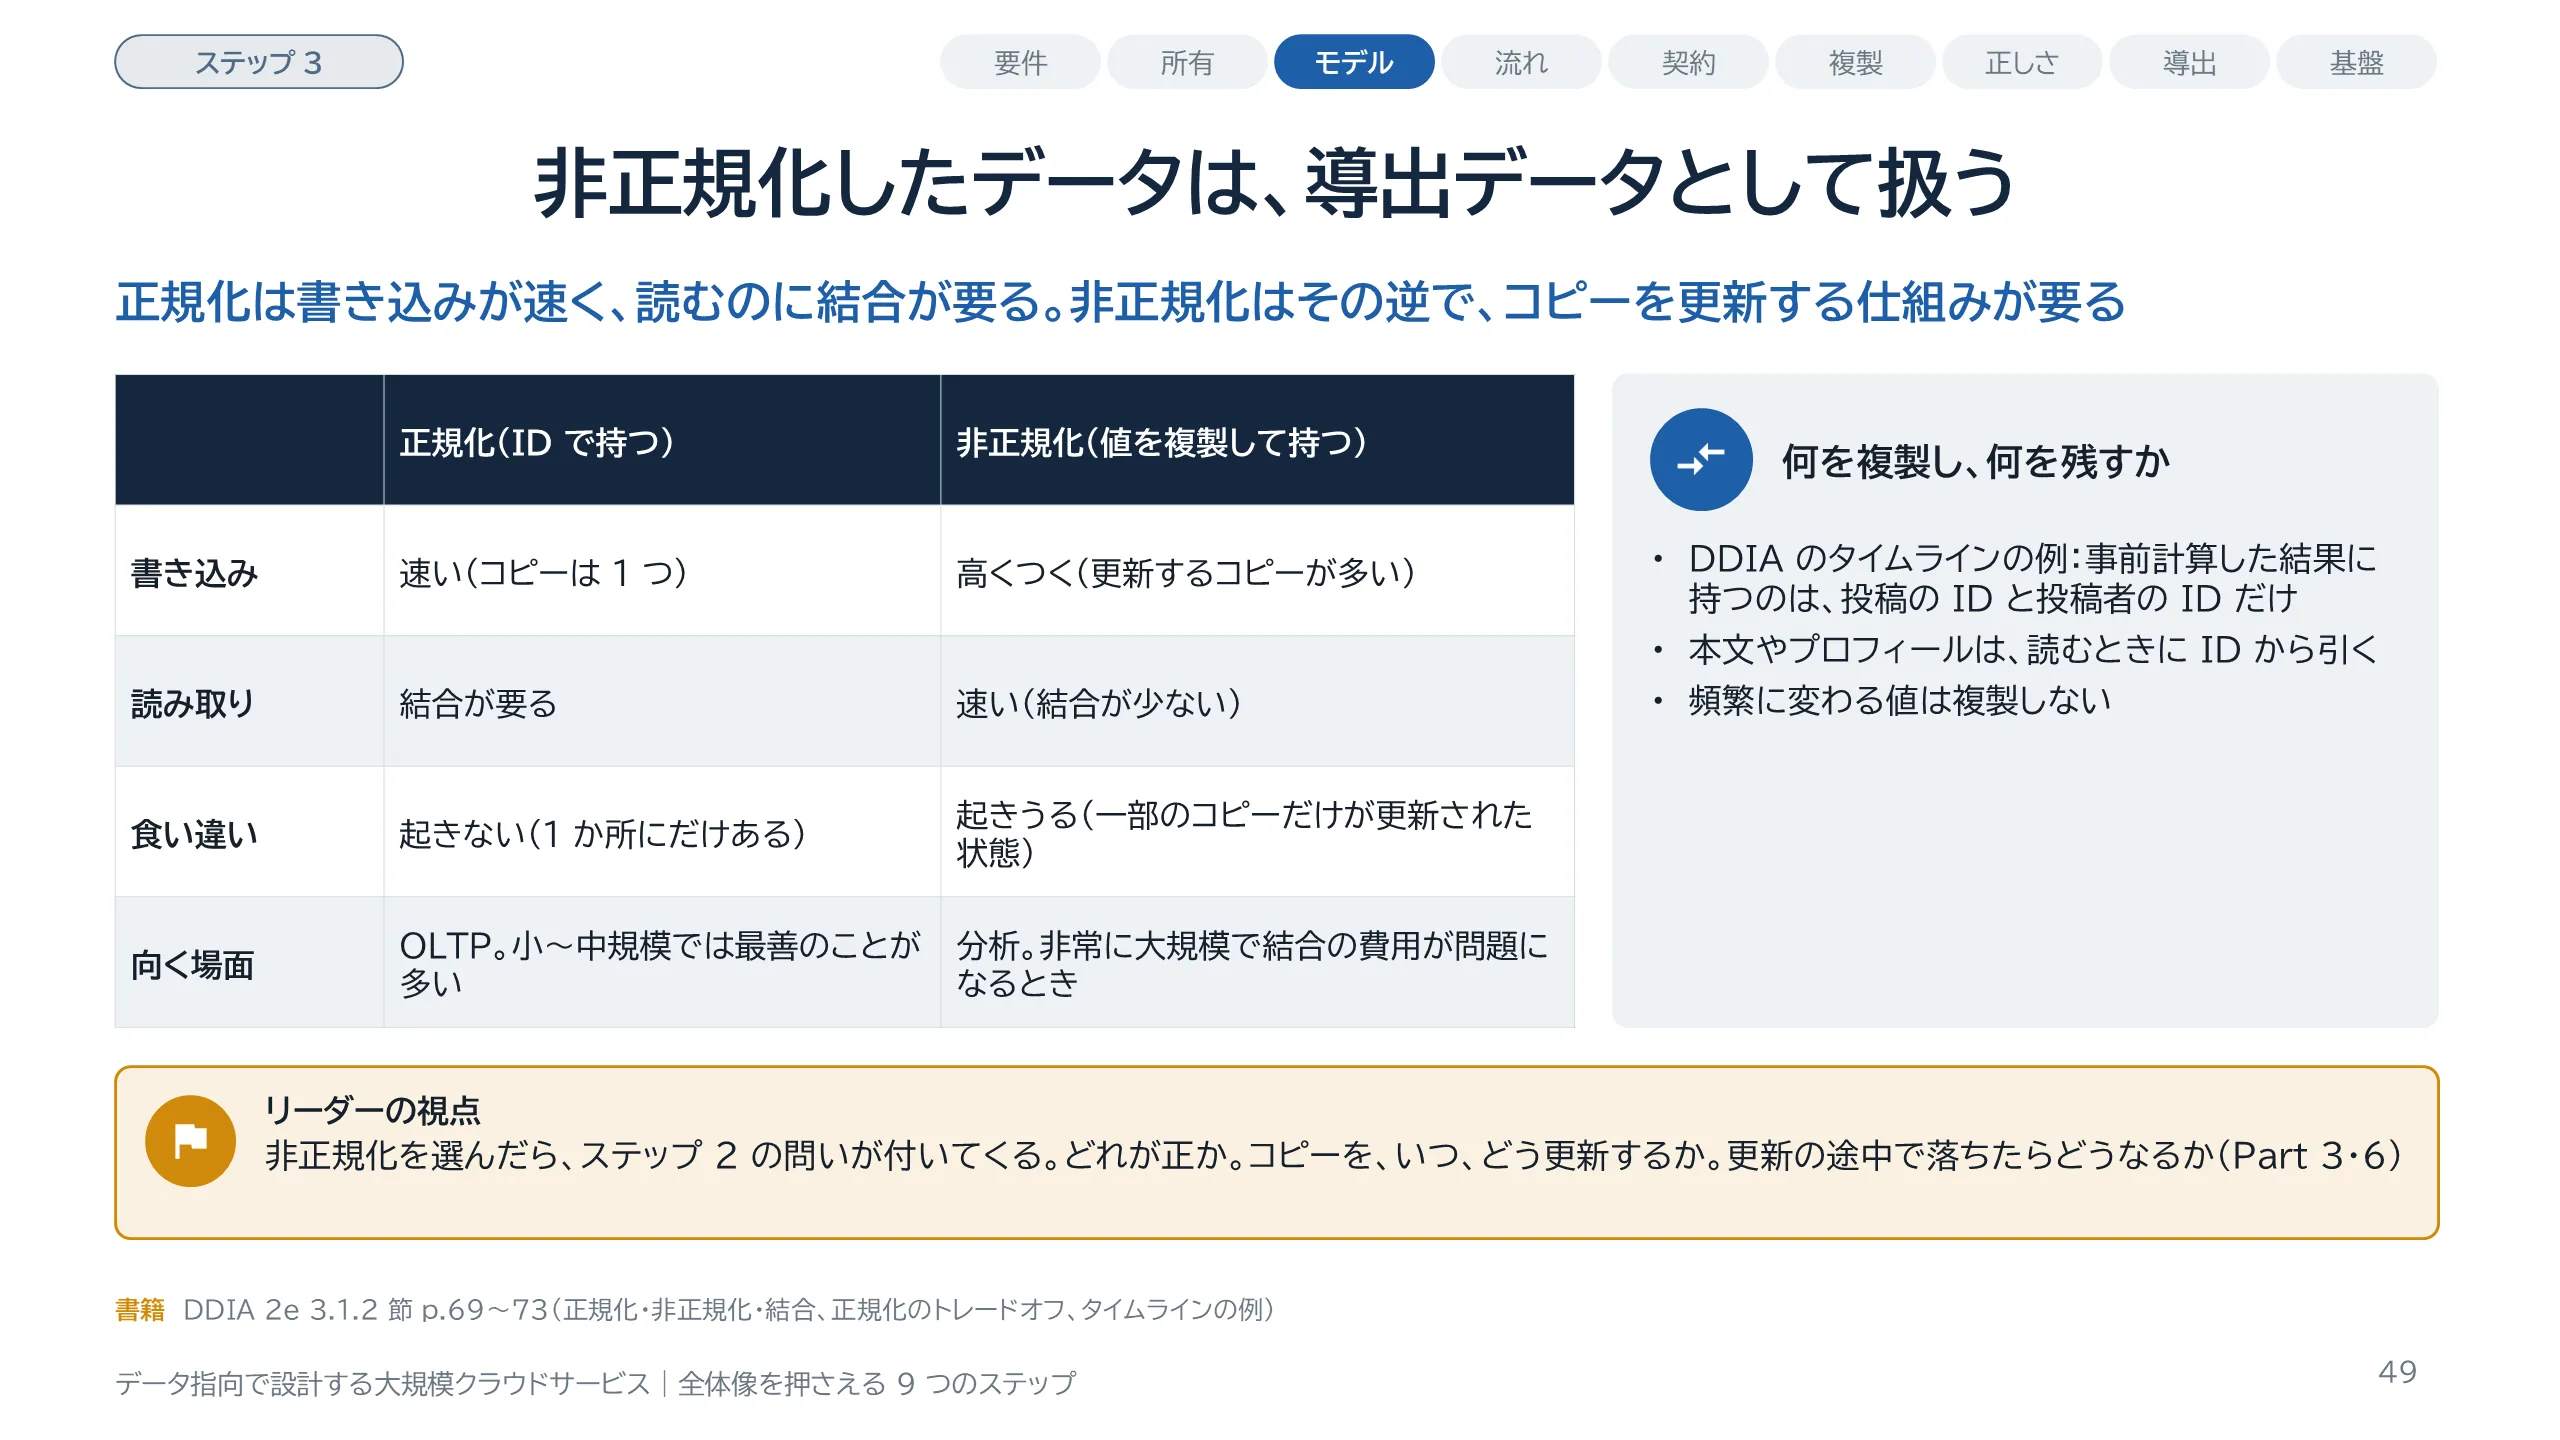 ステップ 3
要件 所有 モデル 流れ 契約 複製 正しさ 導出 基盤
非正規化したデータは、導出データとして扱う
正規化は書き込みが速く、読むのに結合が要る。非正規化はその逆で、コピーを更新する仕組みが要る
正規化（ID で持つ） 非正規化（値を複製して持つ）
書き込み 速い（コピーは 1 つ） 高くつく（更新するコピーが多い）
読み取り 結合が要る 速い（結合が少ない）
食い違い 起きない（1 か所にだけある） 起きうる（一部のコピーだけが更新された
状態）
向く場面 OLTP。小～中規模では最善のことが
多い
分析。非常に大規模で結合の費用が問題に
なるとき
何を複製し、何を残すか
• DDIA のタイムラインの例：事前計算した結果に
持つのは、投稿の ID と投稿者の ID だけ
• 本文やプロフィールは、読むときに ID から引く
• 頻繁に変わる値は複製しない
リーダーの視点
非正規化を選んだら、ステップ 2 の問いが付いてくる。どれが正か。コピーを、いつ、どう更新するか。更新の途中で落ちたらどうなるか（Part 3・6）
書籍 DDIA 2e 3.1.2 節 p.69～73（正規化・非正規化・結合、正規化のトレードオフ、タイムラインの例）
データ指向で設計する大規模クラウドサービス｜全体像を押さえる 9 つのステップ
49